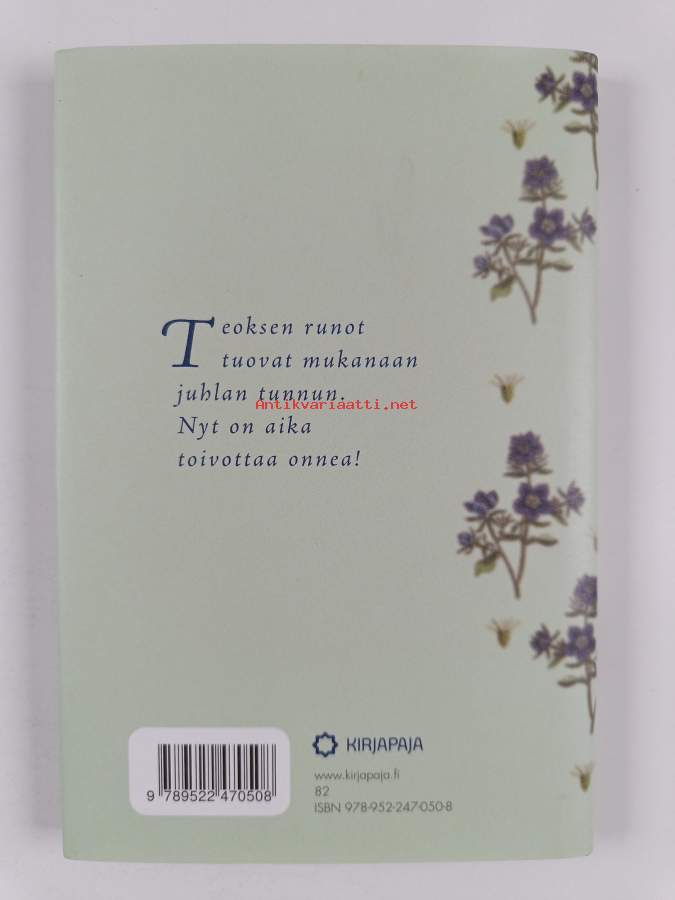 Teoksen runot
tuovat mukanaan
juhlan tunnun.
Antikvariaatti.net
Nyt on aika
toivottaa onnea!
KIRJAPAJA
www.kirjapaja.fi
82
ISBN 978-952-247-050-8
9 789522 470508